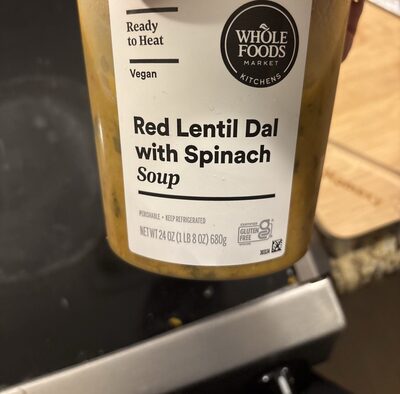 Ready
to Heat
Vegan
WHOLE
FOODS
MARKET
KITCHENS
Red Lentil Dal
with Spinach
Soup
PERISHABLE • KEEP REFRIGERATED
NET WT 24 OZ (1 LB 8 OZ) 680g
CERTIFIED
GLUTEN
FREE